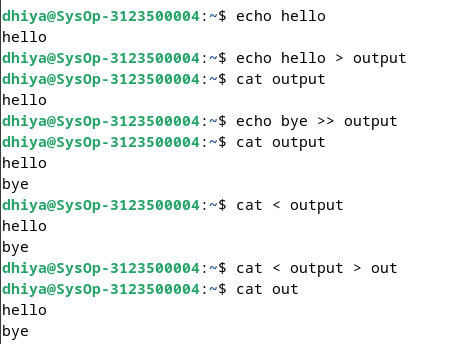 dhiya@SysOp-3123500004:~$ echo hello
hello
dhiya@SysOp-3123500004:~$ echo hello > output
dhiya@SysOp-3123500004:~$ cat output
hello
dhiya@SysOp-3123500004:~$ echo bye >> output
dhiya@SysOp-3123500004:~$ cat output
hello
bye
dhiya@SysOp-3123500004:~$ cat < output
hello
bye
dhiya@SysOp-3123500004:~$ cat < output > out
dhiya@SysOp-3123500004:~$ cat out
hello
bye